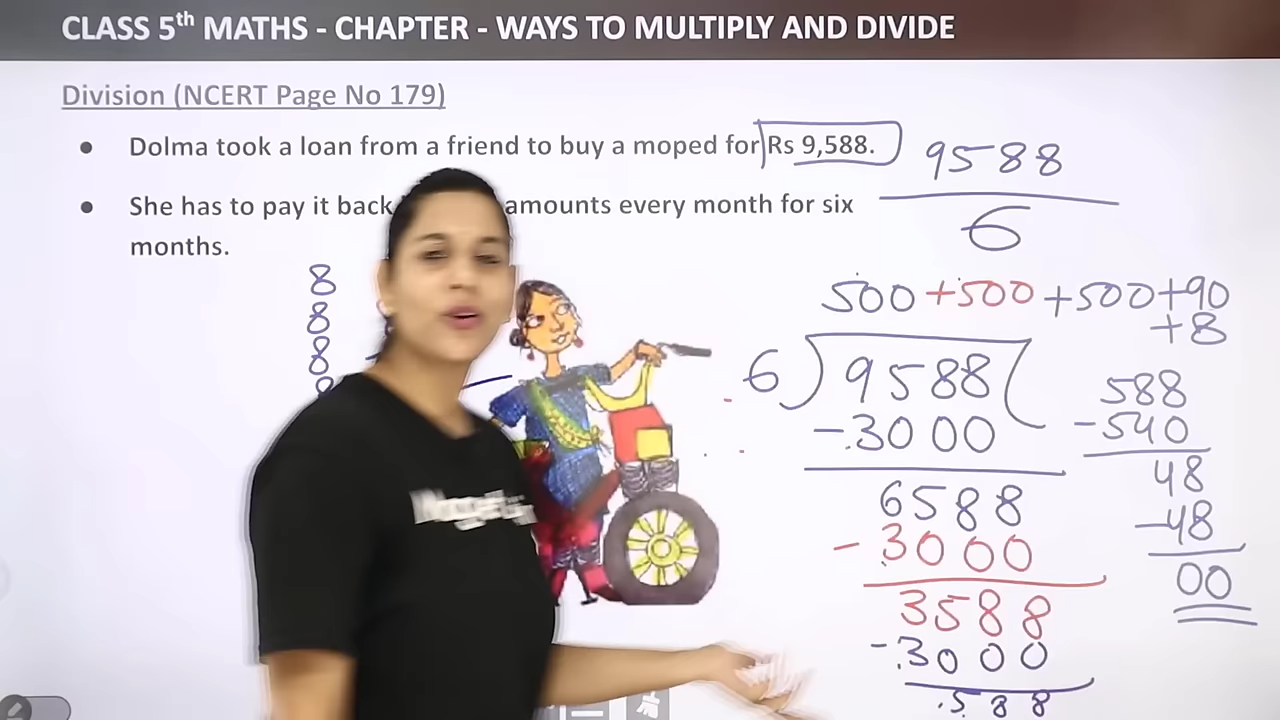 CLASS 5th MATHS - CHAPTER - WAYS TO MULTIPLY AND DIVIDE
Division (NCERT Page No 179)
• Dolma took a loan from a friend to buy a moped for Rs 9,588.
• She has to pay it back amounts every month for six
months.
9588
6
8
8
8
500 +500 +500+90
+8
6 ) 9588 (
-3000
6588
- 3000
3588
-3000
588
588
-540
48
-48
00